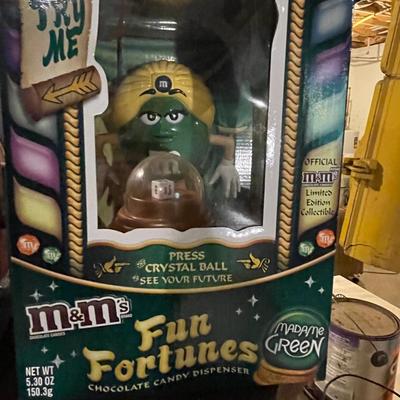 TRY
ME
m
OFFICIAL
m&m's
Limited
Edition
Collectible
PRESS
CRYSTAL BALL
SEE YOUR FUTURE
m&m's
CHOCOLATE CANDIES
Fun
Fortunes
CHOCOLATE CANDY DISPENSER
MADAME
GREEN
NET WT
5.30 OZ
150.3g